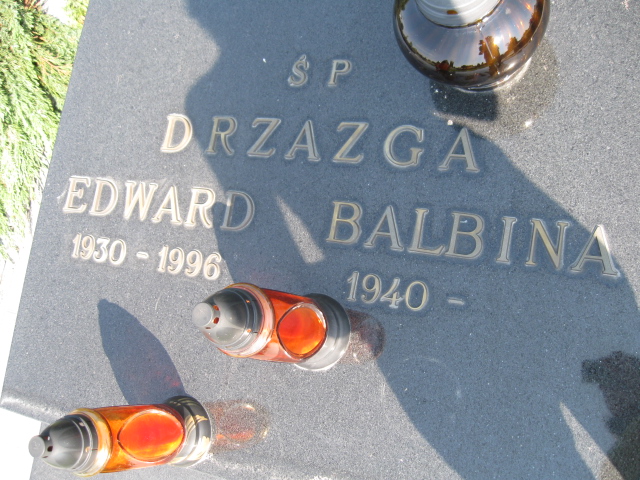 ŚP
DRZAZGA
EDWARD BALBINA
1930 - 1996 1940 -